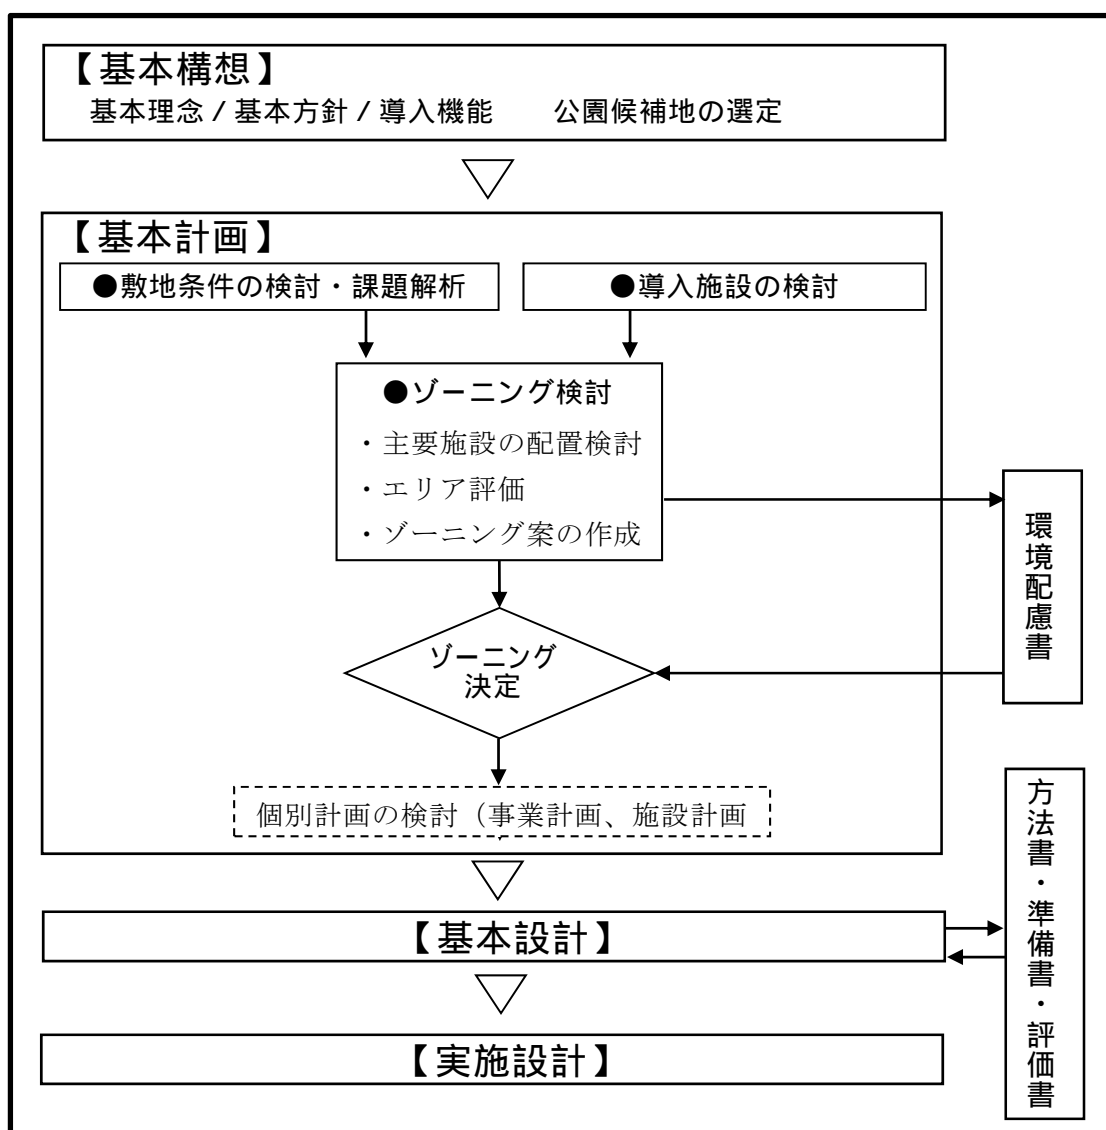 【基本構想】
基本理念/基本方針/導入機能　公園候補地の選定
【基本計画】
●敷地条件の検討・課題解析
●導入施設の検討
●ゾーニング検討
・主要施設の配置検討
・エリア評価
・ゾーニング案の作成
環境配慮書
ゾーニング
決定
個別計画の検討（事業計画、施設計画
方法書・準備書・評価書
【基本設計】
【実施設計】